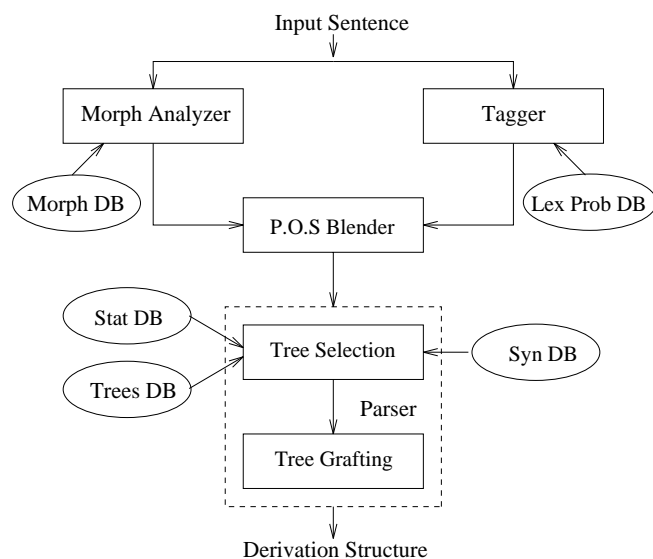 Input Sentence
Morph Analyzer
Tagger
Morph DB
Lex Prob DB
P.O.S Blender
Stat DB
Tree Selection
Syn DB
Trees DB
Parser
Tree Grafting
Derivation Structure